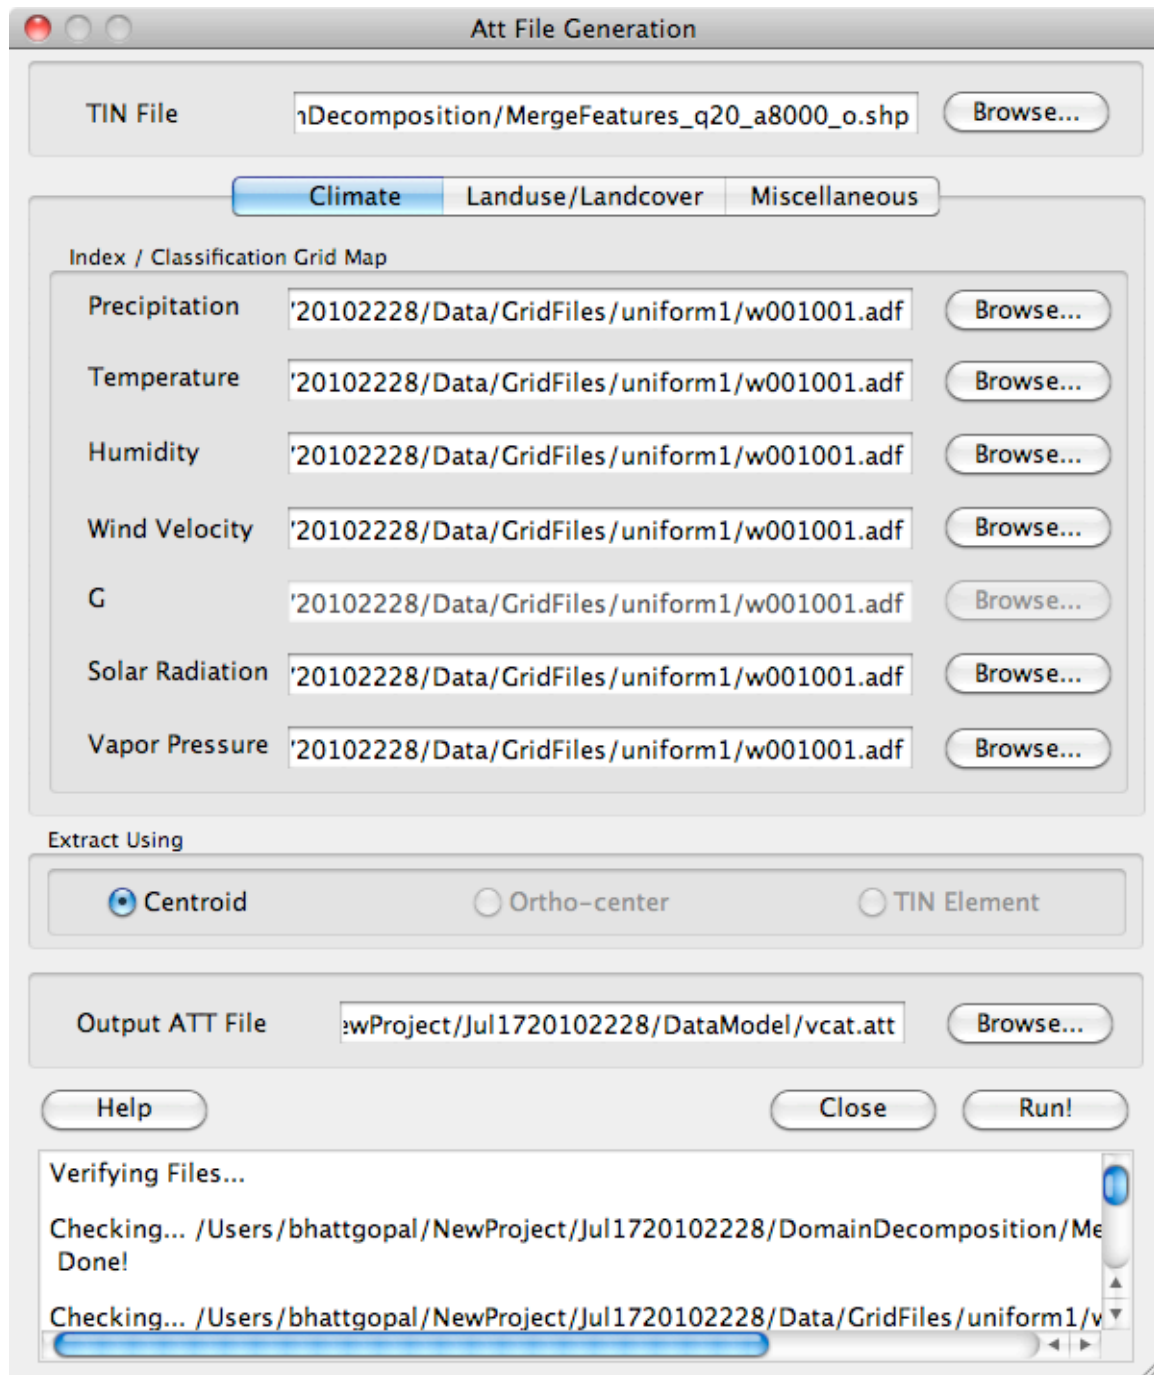 Att File Generation
TIN File nDecomposition/MergeFeatures_q20_a8000_o.shp Browse...
Climate Landuse/Landcover Miscellaneous
Index / Classification Grid Map
Precipitation '20102228/Data/GridFiles/uniform1/w001001.adf Browse...
Temperature '20102228/Data/GridFiles/uniform1/w001001.adf Browse...
Humidity '20102228/Data/GridFiles/uniform1/w001001.adf Browse...
Wind Velocity '20102228/Data/GridFiles/uniform1/w001001.adf Browse...
G '20102228/Data/GridFiles/uniform1/w001001.adf Browse...
Solar Radiation '20102228/Data/GridFiles/uniform1/w001001.adf Browse...
Vapor Pressure '20102228/Data/GridFiles/uniform1/w001001.adf Browse...
Extract Using
Centroid Ortho-center TIN Element
Output ATT File ewProject/Jul1720102228/DataModel/vcat.att Browse...
Help Close Run!
Verifying Files...
Checking... /Users/bhattgopal/NewProject/Jul1720102228/DomainDecomposition/Me
Done!
Checking... /Users/bhattgopal/NewProject/Jul1720102228/Data/GridFiles/uniform1/v